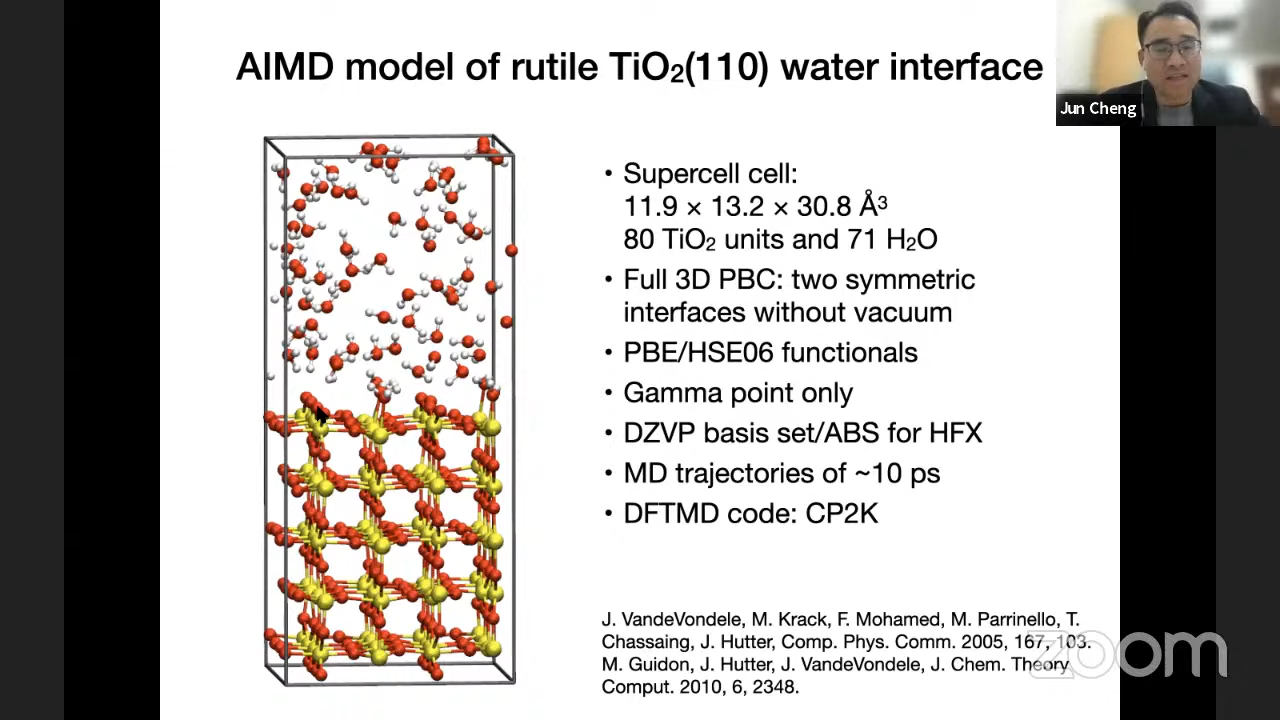 AIMD model of rutile TiO₂(110) water interface
Jun Cheng
• Supercell cell:
11.9 × 13.2 × 30.8 Å³
80 TiO₂ units and 71 H₂O
• Full 3D PBC: two symmetric
interfaces without vacuum
• PBE/HSE06 functionals
• Gamma point only
• DZVP basis set/ABS for HFX
• MD trajectories of ~10 ps
• DFTMD code: CP2K
J. VandeVondele, M. Krack, F. Mohamed, M. Parrinello, T.
Chassaing, J. Hutter, Comp. Phys. Comm. 2005, 167, 103.
M. Guidon, J. Hutter, J. VandeVondele, J. Chem. Theory
Comput. 2010, 6, 2348.
zoom